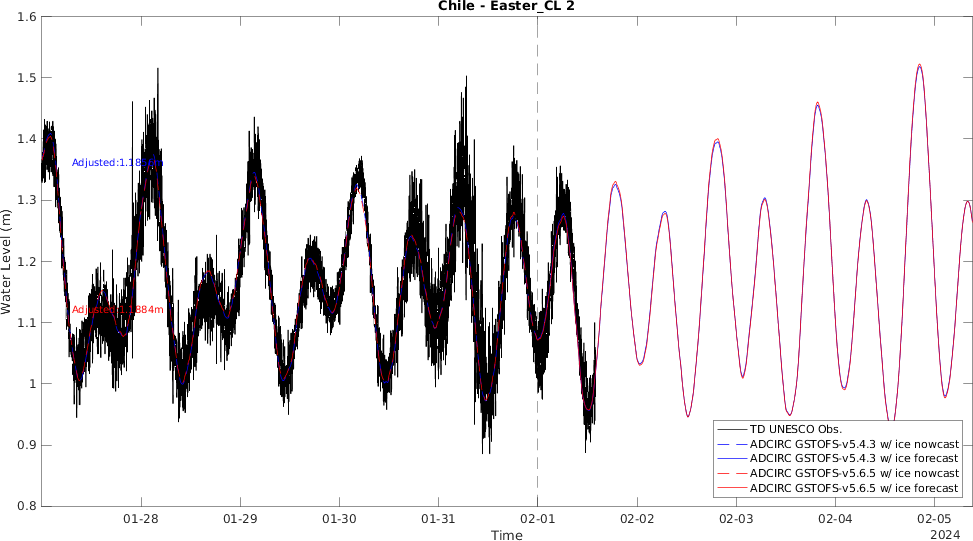 Chile - Easter_CL 2
1.6
1.5
1.4
1.3
1.2
1.1
1
0.9
0.8
Water Level (m)
Adjusted:1.1884m
TD UNESCO Obs.
ADCIRC GSTOFS-v5.4.3 w/ ice nowcast
ADCIRC GSTOFS-v5.4.3 w/ ice forecast
ADCIRC GSTOFS-v5.6.5 w/ ice nowcast
ADCIRC GSTOFS-v5.6.5 w/ ice forecast
01-28
01-29
01-30
01-31
02-01
02-02
02-03
02-04
02-05
Time
2024